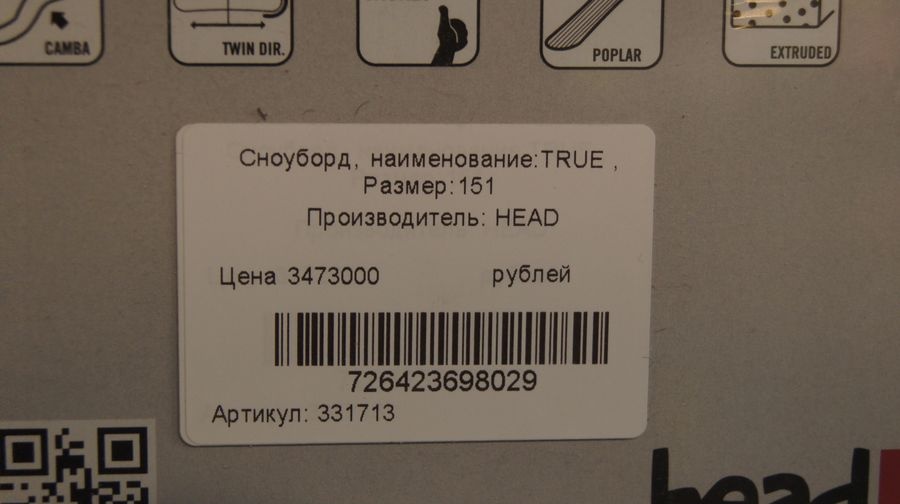 CAMBA
TWIN DIR.
POPLAR
EXTRUDED
Сноуборд, наименование:TRUE ,
Размер:151
Производитель: HEAD
Цена 3473000 рублей
726423698029
Артикул: 331713
head